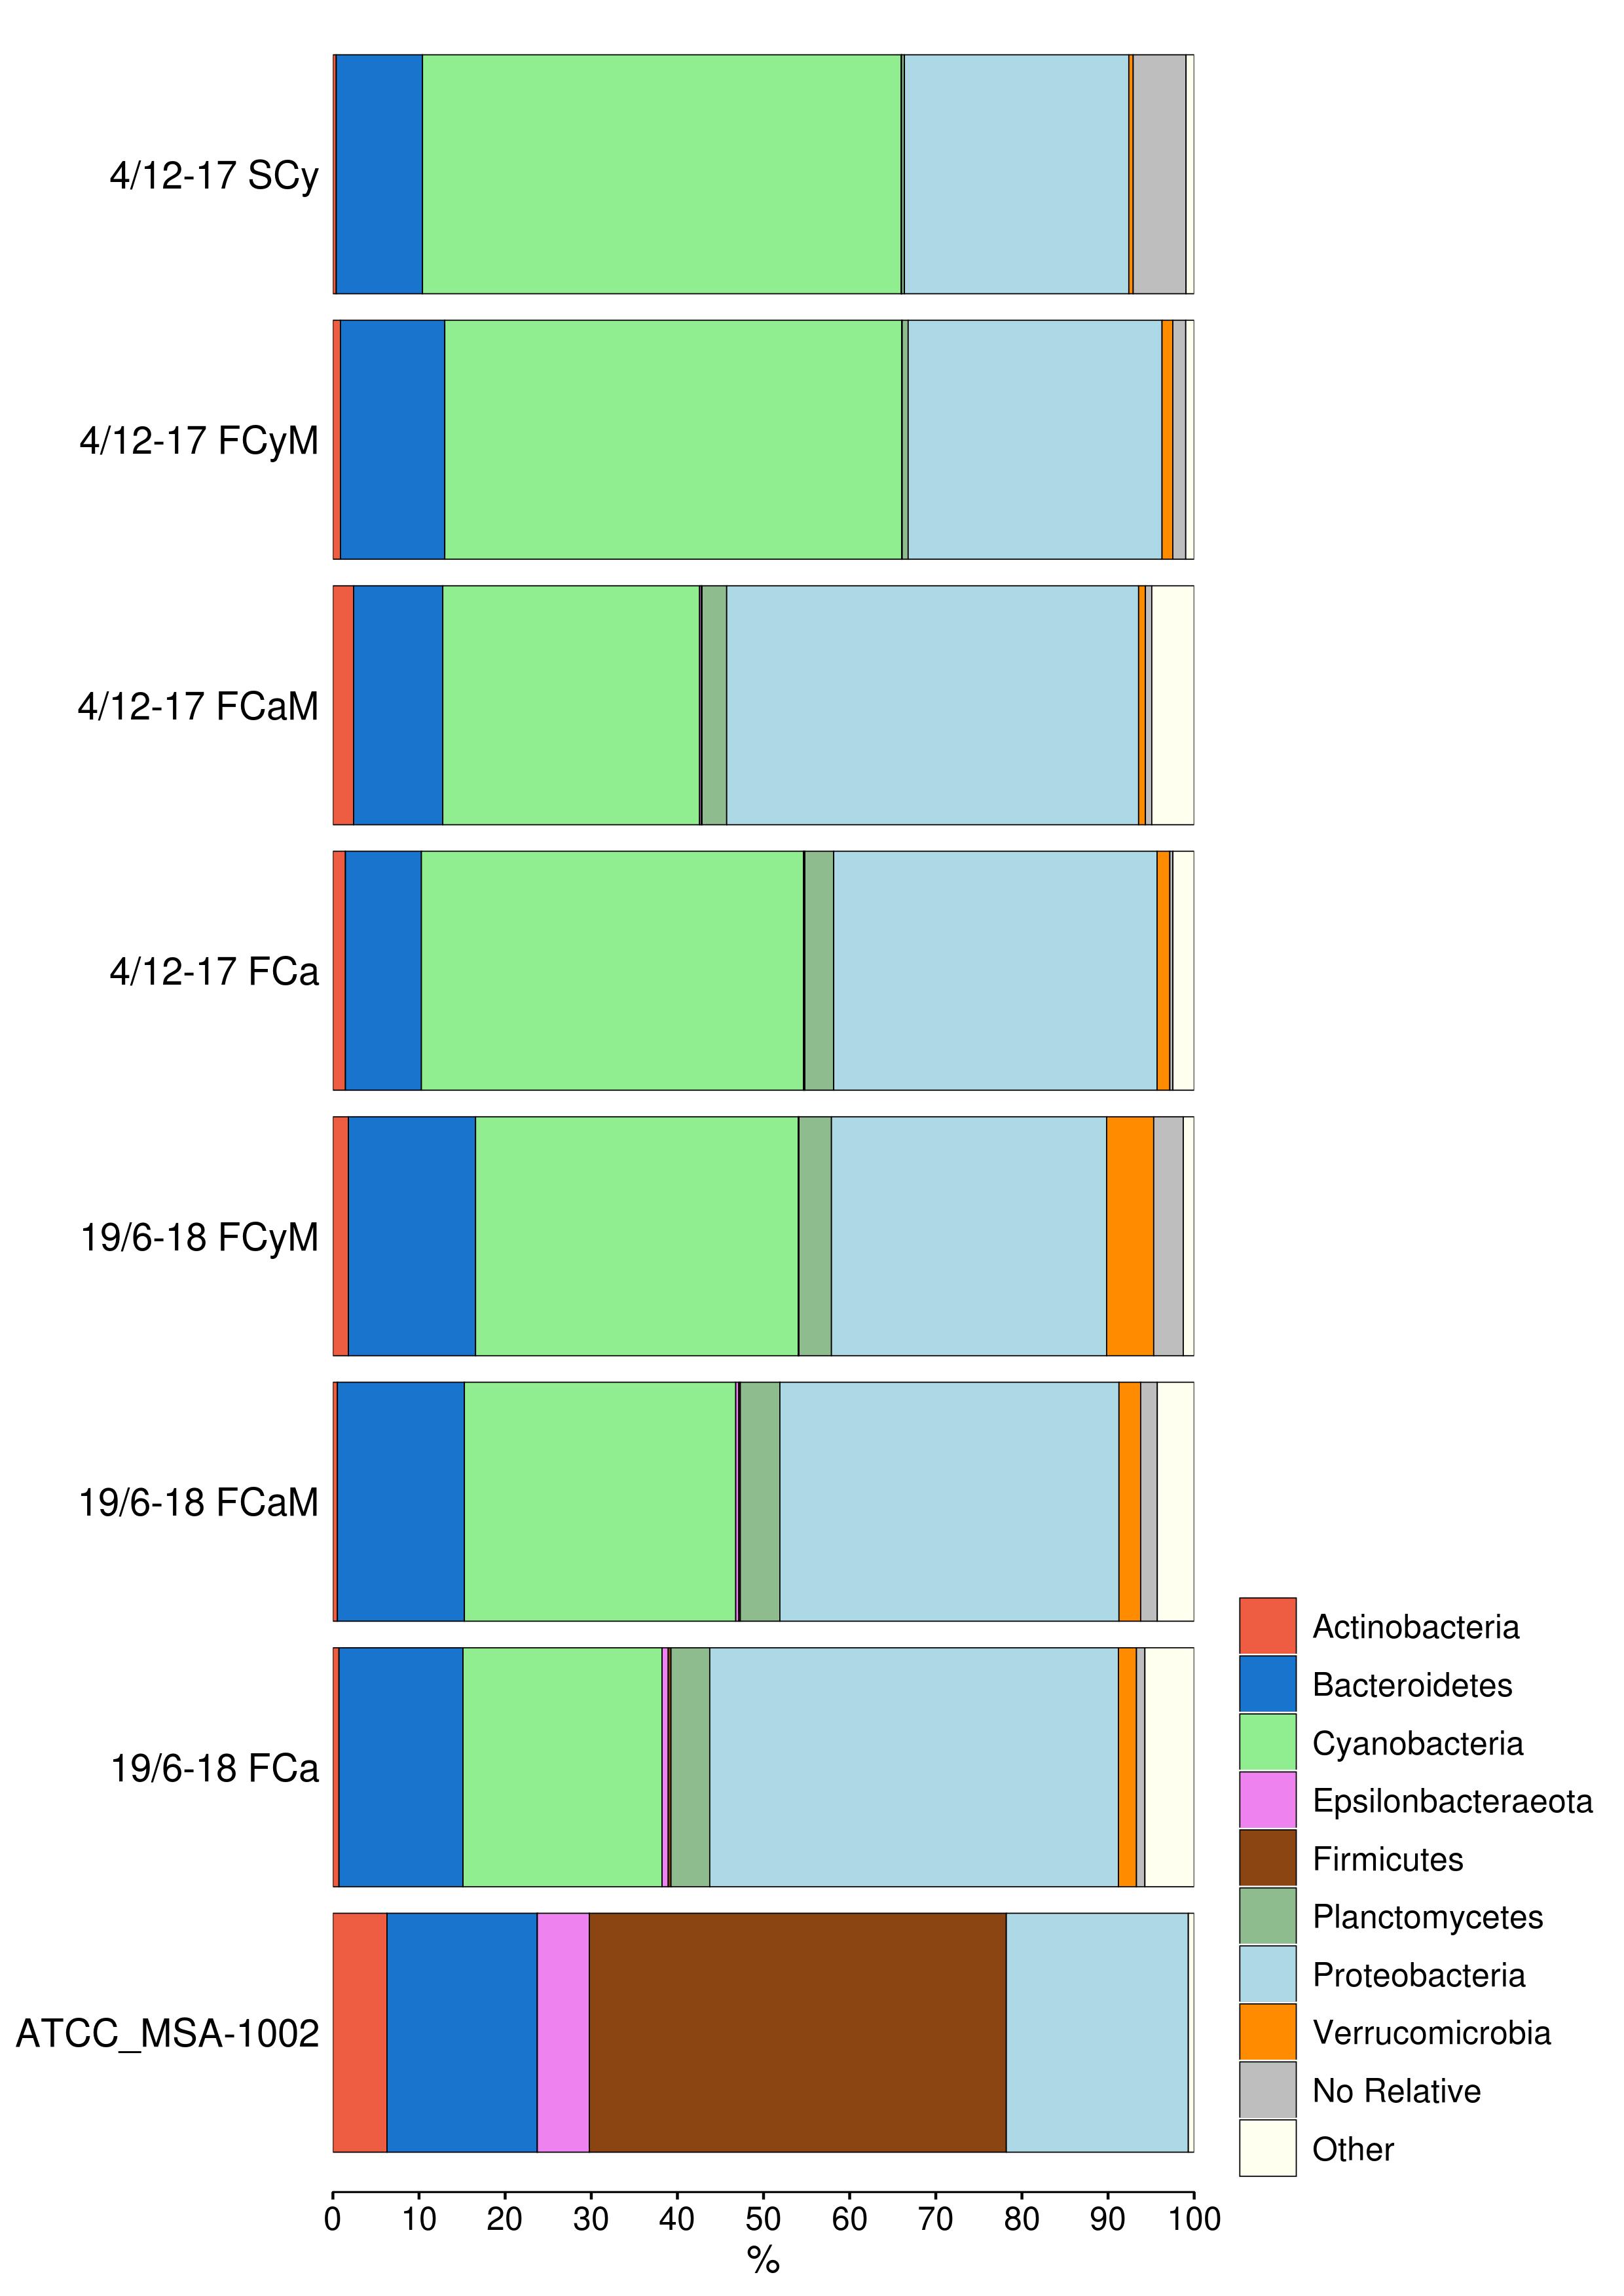 4/12-17 SCy
4/12-17 FCyM
4/12-17 FCaM
4/12-17 FCa
19/6-18 FCyM
19/6-18 FCaM
19/6-18 FCa
ATCC_MSA-1002
0 10 20 30 40 50 60 70 80 90 100
%
Actinobacteria
Bacteroidetes
Cyanobacteria
Epsilonbacteraeota
Firmicutes
Planctomycetes
Proteobacteria
Verrucomicrobia
No Relative
Other